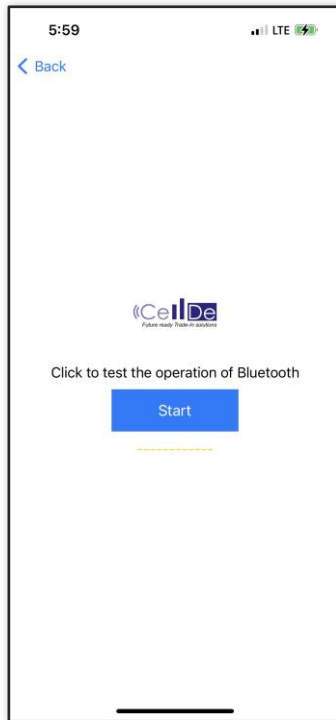 5:59 LTE
Back
CellDe
Future ready Trade-in solutions
Click to test the operation of Bluetooth
Start
------------